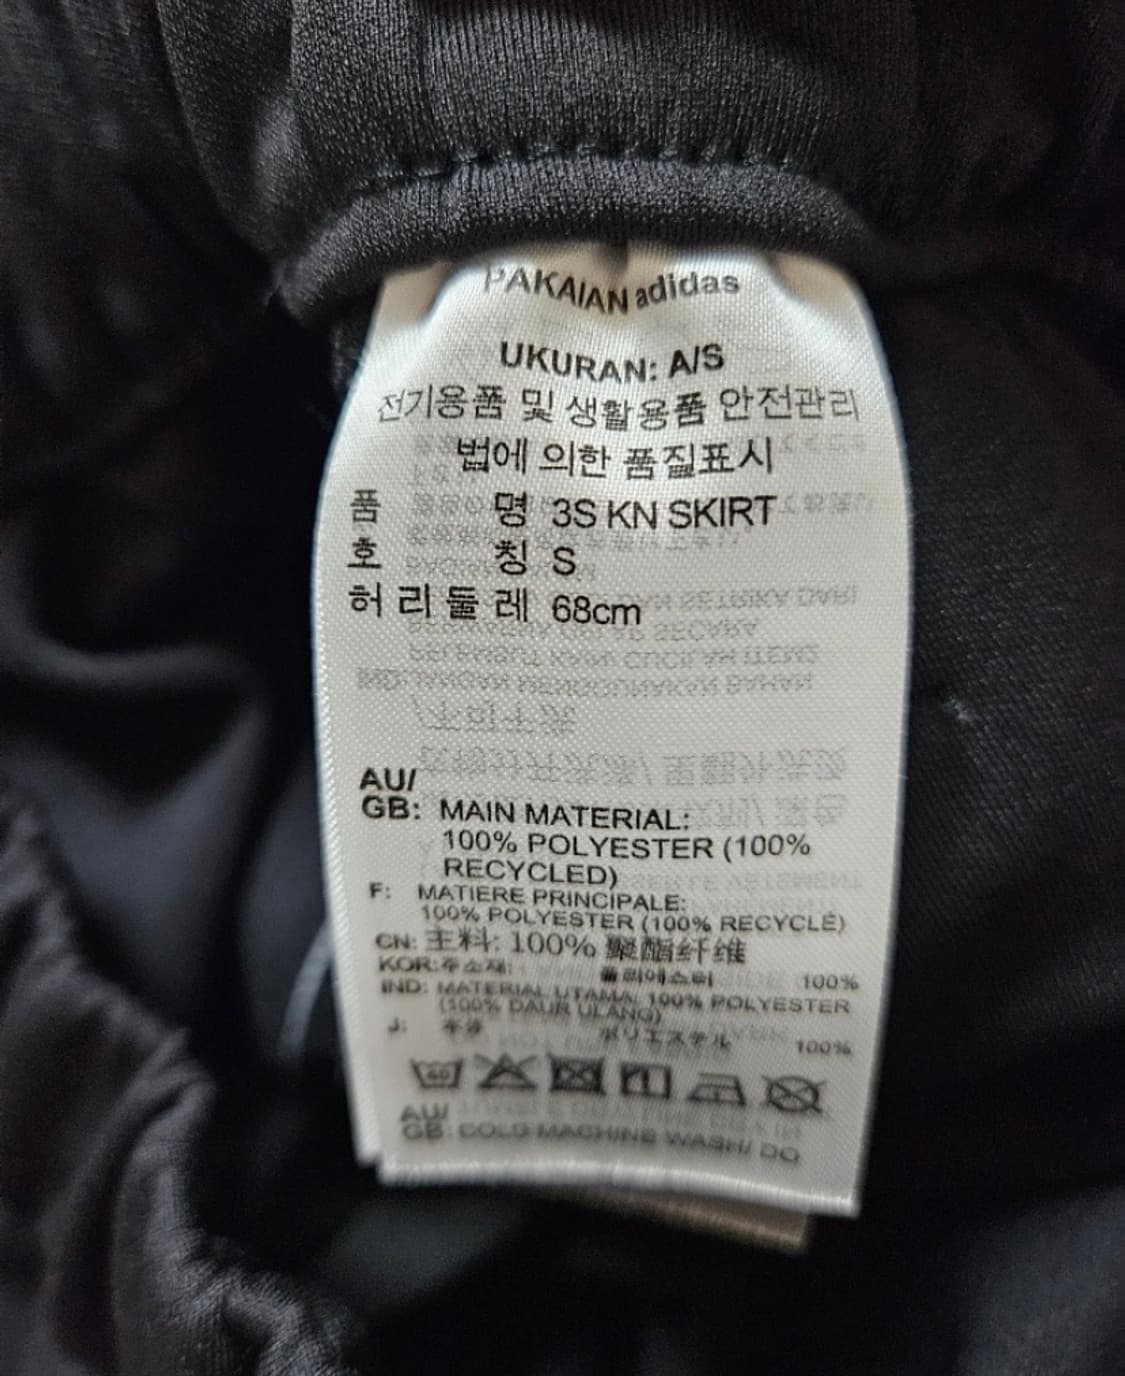 PAKAIAN adidas
UKURAN: A/S
전기용품 및 생활용품 안전관리
법에 의한 품질표시
품 명 3S KN SKIRT
호 칭 S
허 리 둘 레 68cm
AU/
GB: MAIN MATERIAL:
100% POLYESTER (100%
RECYCLED)
F: MATIERE PRINCIPALE:
100% POLYESTER (100% RECYCLÉ)
CN: 主料: 100% 聚酯纤维
KOR: 주소재: 폴리에스터 100%
IND: MATERIAL UTAMA: 100% POLYESTER
(100% DAUR ULANG)
J: ポリエステル 100%
AU/
GB: COLD MACHINE WASH/ DO